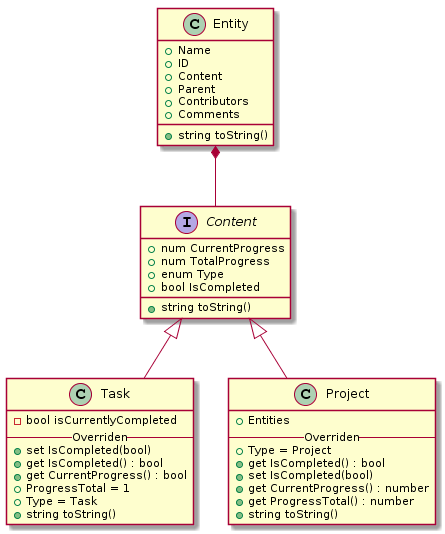 C Entity
Name
ID
Content
Parent
Contributors
Comments
string toString()
I Content
num CurrentProgress
num TotalProgress
enum Type
bool IsCompleted
string toString()
C Task
bool isCurrentlyCompleted
Overriden
set IsCompleted(bool)
get IsCompleted() : bool
get CurrentProgress() : bool
ProgressTotal = 1
Type = Task
string toString()
C Project
Entities
Overriden
Type = Project
get IsCompleted() : bool
set IsCompleted(bool)
get CurrentProgress() : number
get ProgressTotal() : number
string toString()